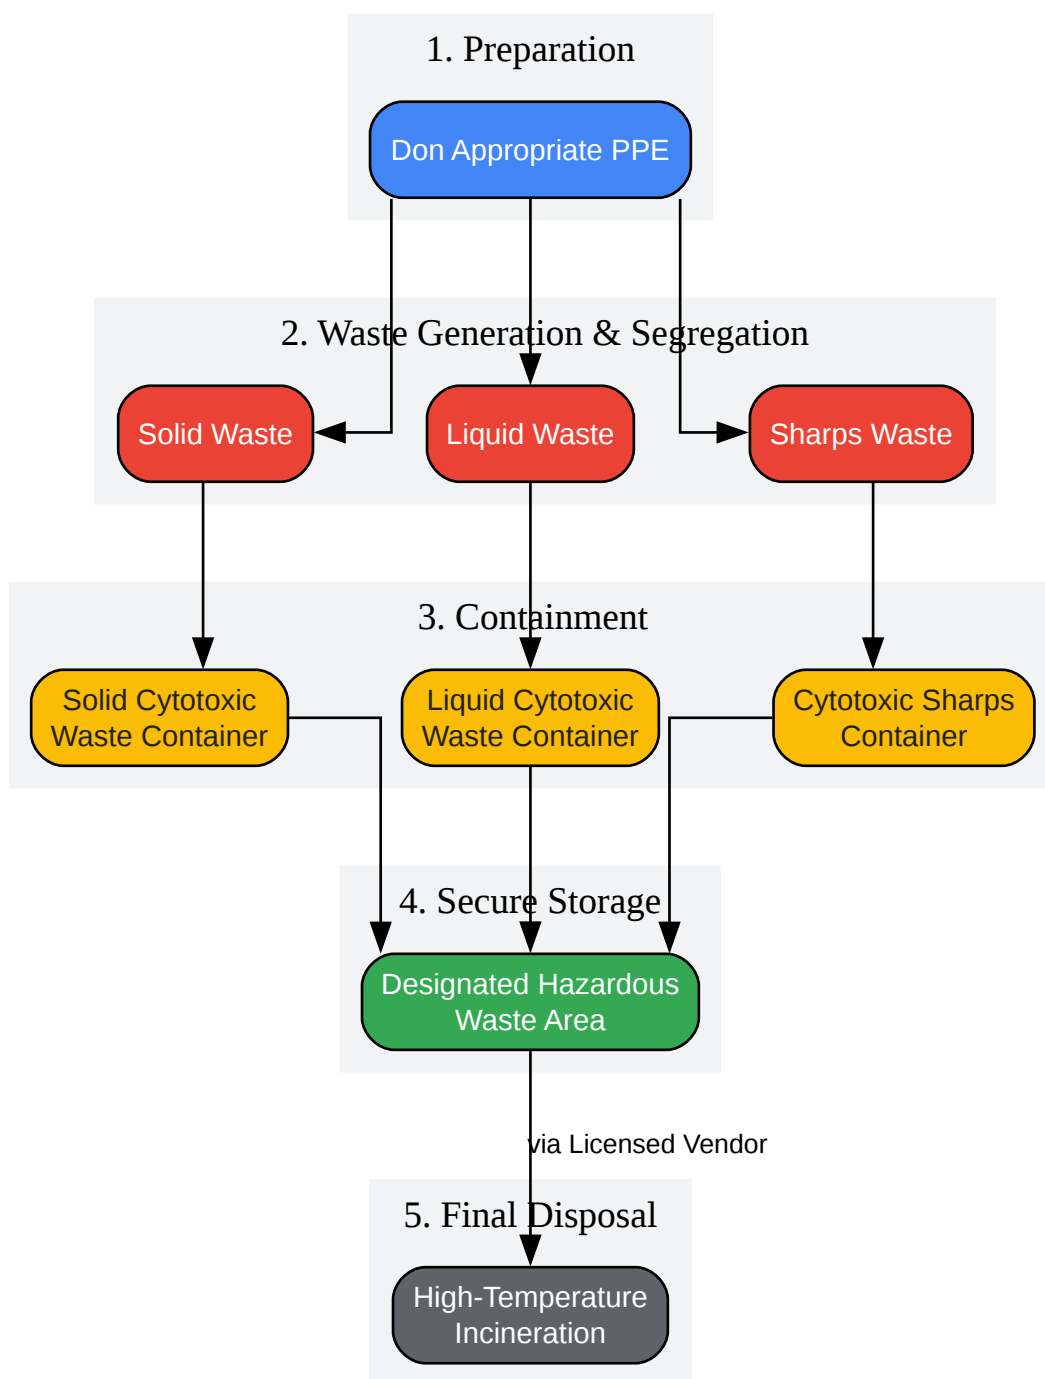 1. Preparation
Don Appropriate PPE
2. Waste Generation & Segregation
Solid Waste
Liquid Waste
Sharps Waste
3. Containment
Solid Cytotoxic
Waste Container
Liquid Cytotoxic
Waste Container
Cytotoxic Sharps
Container
4. Secure Storage
Designated Hazardous
Waste Area
via Licensed Vendor
5. Final Disposal
High-Temperature
Incineration